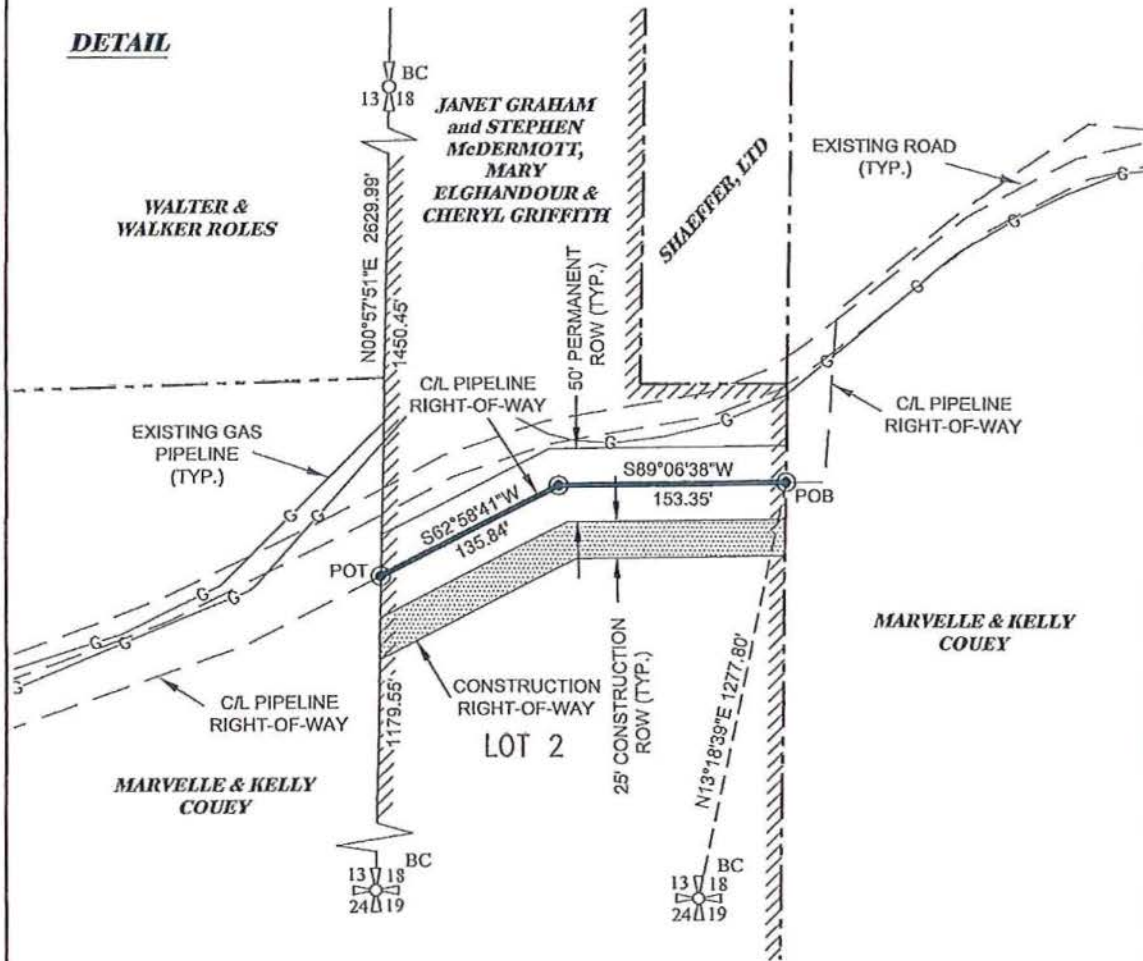 DETAIL
BC
13 18
JANET GRAHAM
and STEPHEN
McDERMOTT,
MARY
ELGHANDOUR &
CHERYL GRIFFITH
WALTER &
WALKER ROLES
SHAEFFER, LTD
EXISTING ROAD
(TYP.)
N00°57'51"E 2629.99'
1450.45'
50' PERMANENT
ROW (TYP.)
C/L PIPELINE
RIGHT-OF-WAY
C/L PIPELINE
RIGHT-OF-WAY
EXISTING GAS
PIPELINE
(TYP.)
G
G
G
G
G
G
G
G
G
G
G
G
G
S62°58'41"W
135.84'
S89°06'38"W
153.35'
POB
POT
MARVELLE & KELLY
COUEY
C/L PIPELINE
RIGHT-OF-WAY
1179.55'
CONSTRUCTION
RIGHT-OF-WAY
LOT 2
25' CONSTRUCTION
ROW (TYP.)
N13°18'39"E 1277.80'
MARVELLE & KELLY
COUEY
BC
13 18
24 19
BC
13 18
24 19